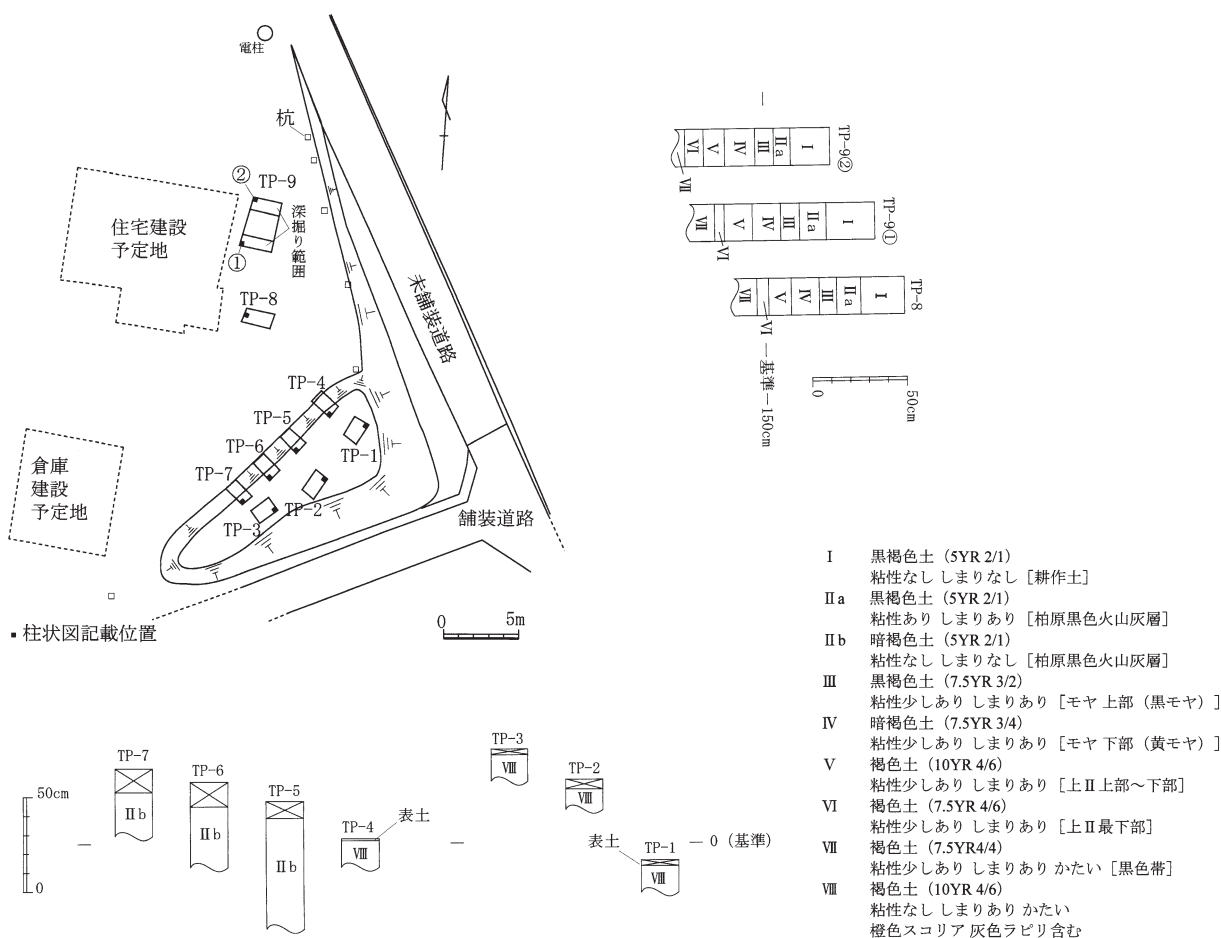 電柱
杭
② TP-9
深掘り範囲
①
住宅建設
予定地
TP-8
未舗装道路
TP-4
TP-5
TP-6
TP-7
TP-1
TP-2
TP-3
倉庫
建設
予定地
舗装道路
0 5m
▪ 柱状図記載位置
TP-9②
Ⅰ Ⅱa Ⅲ Ⅳ Ⅴ Ⅵ Ⅶ
TP-9①
Ⅰ Ⅱa Ⅲ Ⅳ Ⅴ Ⅵ Ⅶ
TP-8
Ⅰ Ⅱa Ⅲ Ⅳ Ⅴ Ⅵ Ⅶ
―基準－150cm
0 50cm
Ⅰ 黒褐色土（5YR 2/1）
粘性なし しまりなし［耕作土］
Ⅱa 黒褐色土（5YR 2/1）
粘性あり しまりあり［柏原黒色火山灰層］
Ⅱb 暗褐色土（5YR 2/1）
粘性なし しまりなし［柏原黒色火山灰層］
Ⅲ 黒褐色土（7.5YR 3/2）
粘性少しあり しまりあり［モヤ 上部（黒モヤ）］
Ⅳ 暗褐色土（7.5YR 3/4）
粘性少しあり しまりあり［モヤ 下部（黄モヤ）］
Ⅴ 褐色土（10YR 4/6）
粘性少しあり しまりあり［上Ⅱ上部～下部］
Ⅵ 褐色土（7.5YR 4/6）
粘性少しあり しまりあり［上Ⅱ最下部］
Ⅶ 褐色土（7.5YR4/4）
粘性少しあり しまりあり かたい［黒色帯］
Ⅷ 褐色土（10YR 4/6）
粘性なし しまりあり かたい
橙色スコリア 灰色ラピリ含む
50cm
0
TP-7
Ⅱb
TP-6
Ⅱb
TP-5
Ⅱb
TP-4
表土
Ⅷ
TP-3
Ⅷ
TP-2
Ⅷ
表土
TP-1
Ⅷ
― 0（基準）